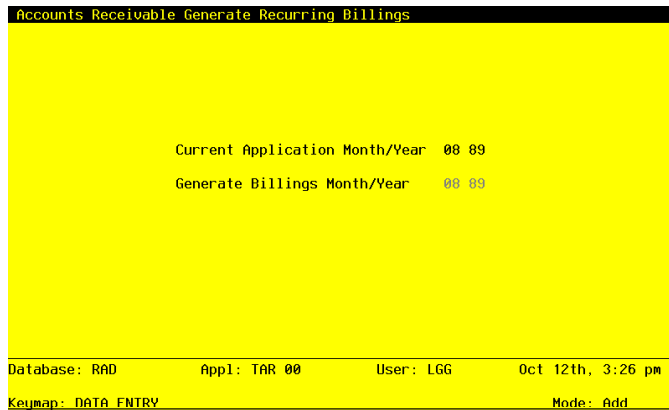 Accounts Receivable Generate Recurring Billings
Current Application Month/Year 08 89
Generate Billings Month/Year 08 89
Database: RAD Appl: TAR 00 User: LGG Oct 12th, 3:26 pm
Keymap: DATA ENTRY Mode: Add